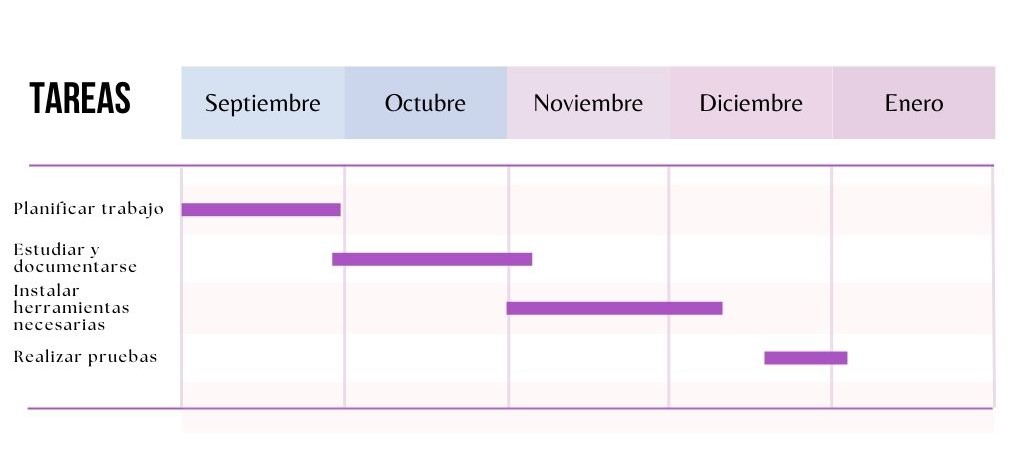 TAREAS
Septiembre
Octubre
Noviembre
Diciembre
Enero
Planificar trabajo
Estudiar y
documentarse
Instalar
herramientas
necesarias
Realizar pruebas